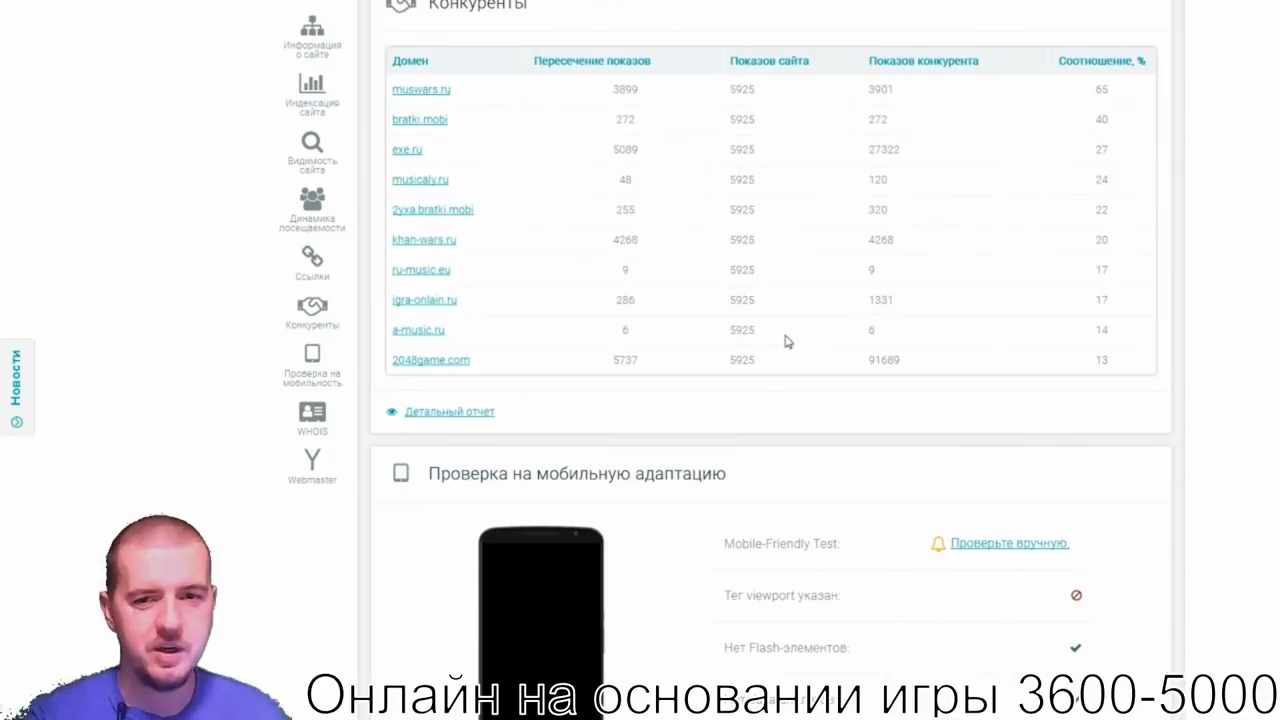 Конкуренты
Информация
о сайте
Индексация
сайта
Видимость
сайта
Динамика
посещаемости
Ссылки
Конкуренты
Проверка на
мобильность
WHOIS
Webmaster
Новости
Домен Пересечение показов Показов сайта Показов конкурента Соотношение, %
muswars.ru 3899 5925 3901 65
bratki.mobi 272 5925 272 40
exe.ru 5089 5925 27322 27
musicaly.ru 48 5925 120 24
2yxa.bratki.mobi 255 5925 320 22
khan-wars.ru 4268 5925 4268 20
ru-music.eu 9 5925 9 17
igra-onlain.ru 286 5925 1331 17
a-music.ru 6 5925 6 14
2048game.com 5737 5925 91689 13
Детальный отчет
Проверка на мобильную адаптацию
Mobile-Friendly Test: Проверьте вручную.
Тег viewport указан:
Нет Flash-элементов:
Онлайн на основании игры 3600-5000